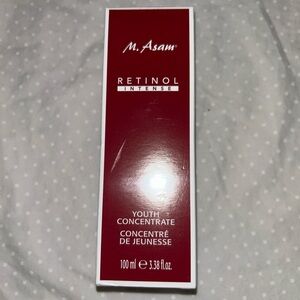 M. Asam®
RETINOL
INTENSE
YOUTH
CONCENTRATE
CONCENTRÉ
DE JEUNESSE
100 ml ℮ 3.38 fl.oz.